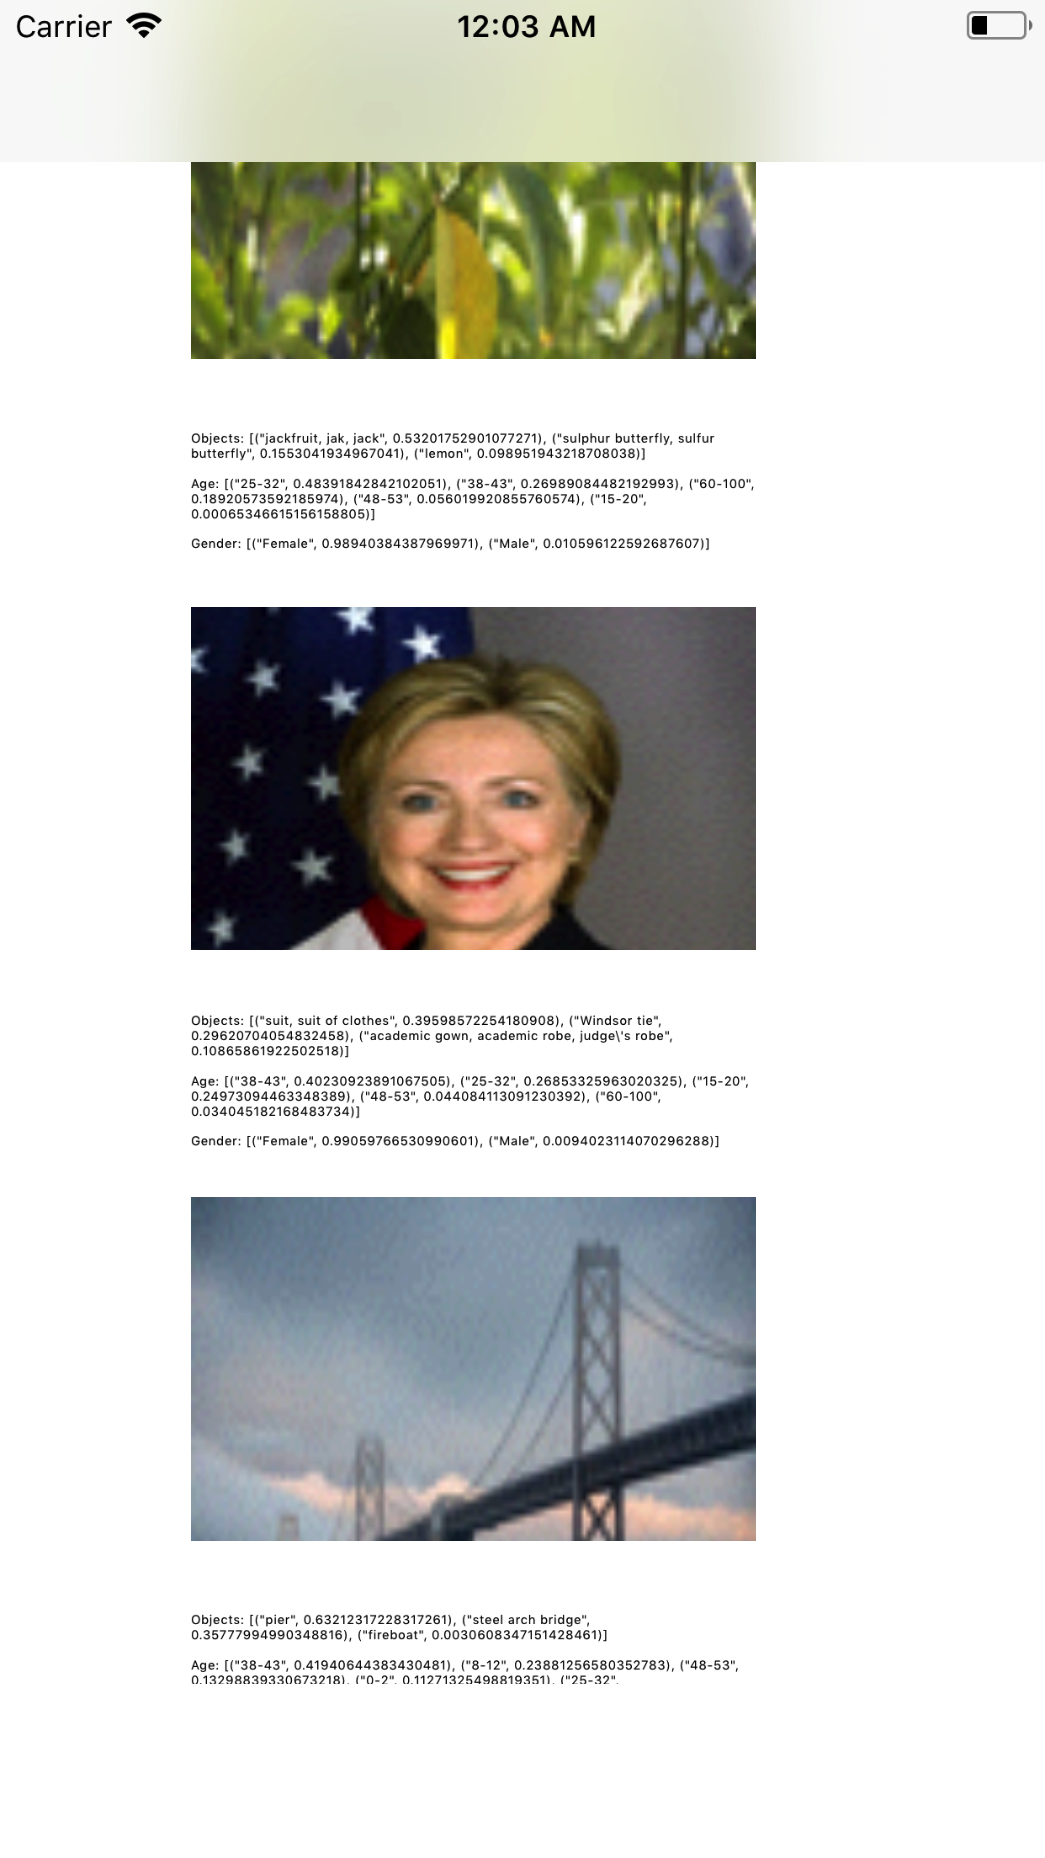 Carrier 12:03 AM
Objects: [("jackfruit, jak, jack", 0.53201752901077271), ("sulphur butterfly, sulfur
butterfly", 0.1553041934967041), ("lemon", 0.098951943218708038)]
Age: [("25-32", 0.48391842842102051), ("38-43", 0.26989084482192993), ("60-100",
0.18920573592185974), ("48-53", 0.056019920855760574), ("15-20",
0.00065346615156158805)]
Gender: [("Female", 0.98940384387969971), ("Male", 0.010596122592687607)]
Objects: [("suit, suit of clothes", 0.39598572254180908), ("Windsor tie",
0.29620704054832458), ("academic gown, academic robe, judge\'s robe",
0.10865861922502518)]
Age: [("38-43", 0.40230923891067505), ("25-32", 0.26853325963020325), ("15-20",
0.24973094463348389), ("48-53", 0.044084113091230392), ("60-100",
0.034045182168483734)]
Gender: [("Female", 0.99059766530990601), ("Male", 0.0094023114070296288)]
Objects: [("pier", 0.63212317228317261), ("steel arch bridge",
0.35777994990348816), ("fireboat", 0.0030608347151428461)]
Age: [("38-43", 0.41940644383430481), ("8-12", 0.23881256580352783), ("48-53",
0.13298839330673218), ("0-2", 0.11271325498819351), ("25-32",